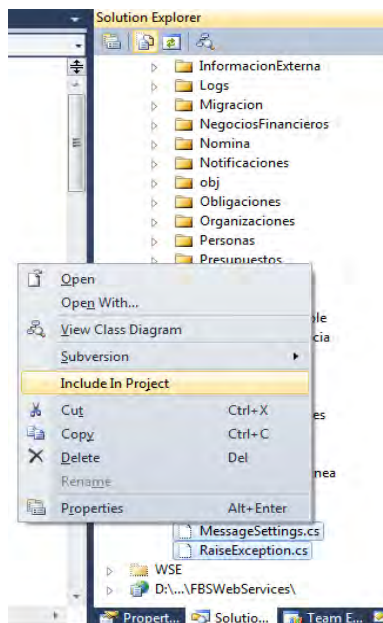 Solution Explorer
InformacionExterna
Logs
Migracion
NegociosFinancieros
Nomina
Notificaciones
obj
Obligaciones
Organizaciones
Personas
Presupuestos
Open
Open With...
View Class Diagram
Subversion
Include In Project
Cut Ctrl+X
Copy Ctrl+C
Delete Del
Rename
Properties Alt+Enter
ple
cia
es
nea
MessageSettings.cs
RaiseException.cs
WSE
D:\...\FBSWebServices\
Propert... Solutio... Team E...